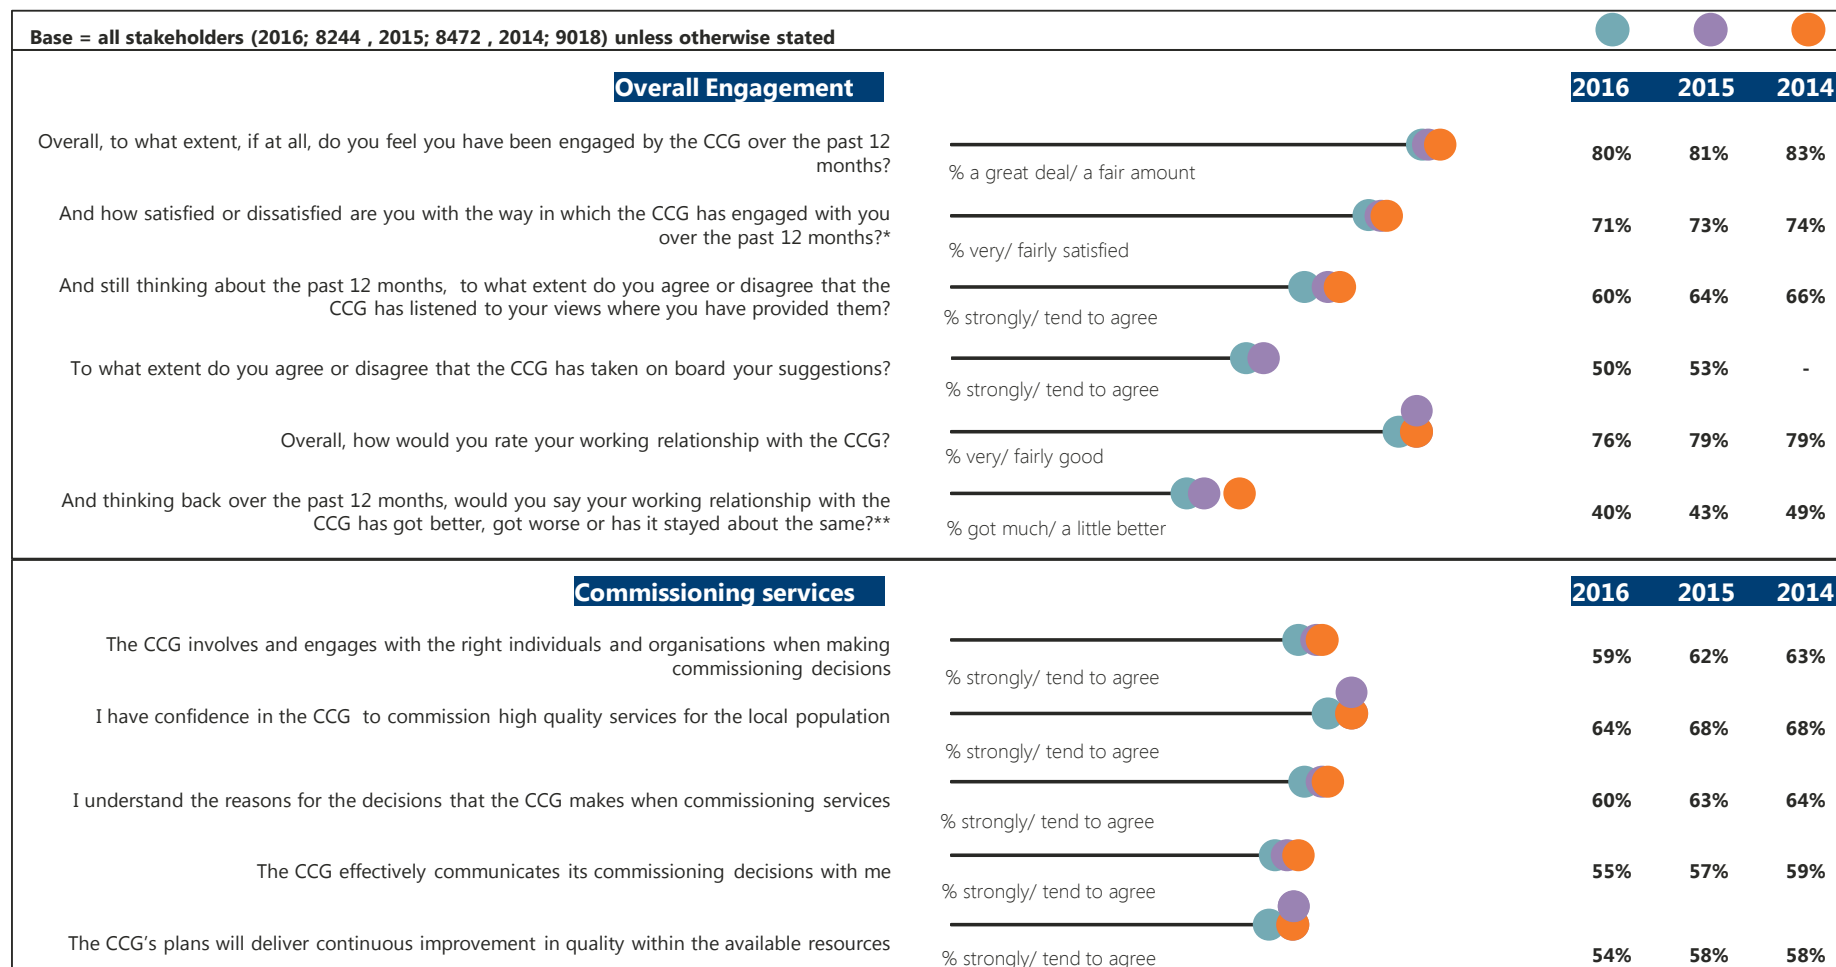 Base = all stakeholders (2016; 8244 , 2015; 8472 , 2014; 9018) unless otherwise stated
Overall Engagement 2016 2015 2014
Overall, to what extent, if at all, do you feel you have been engaged by the CCG over the past 12
months?
% a great deal/ a fair amount
80% 81% 83%
And how satisfied or dissatisfied are you with the way in which the CCG has engaged with you
over the past 12 months?*
% very/ fairly satisfied
71% 73% 74%
And still thinking about the past 12 months, to what extent do you agree or disagree that the
CCG has listened to your views where you have provided them?
% strongly/ tend to agree
60% 64% 66%
To what extent do you agree or disagree that the CCG has taken on board your suggestions?
% strongly/ tend to agree
50% 53% -
Overall, how would you rate your working relationship with the CCG?
% very/ fairly good
76% 79% 79%
And thinking back over the past 12 months, would you say your working relationship with the
CCG has got better, got worse or has it stayed about the same?**
% got much/ a little better
40% 43% 49%
Commissioning services 2016 2015 2014
The CCG involves and engages with the right individuals and organisations when making
commissioning decisions
% strongly/ tend to agree
59% 62% 63%
I have confidence in the CCG to commission high quality services for the local population
% strongly/ tend to agree
64% 68% 68%
I understand the reasons for the decisions that the CCG makes when commissioning services
% strongly/ tend to agree
60% 63% 64%
The CCG effectively communicates its commissioning decisions with me
% strongly/ tend to agree
55% 57% 59%
The CCG's plans will deliver continuous improvement in quality within the available resources
% strongly/ tend to agree
54% 58% 58%